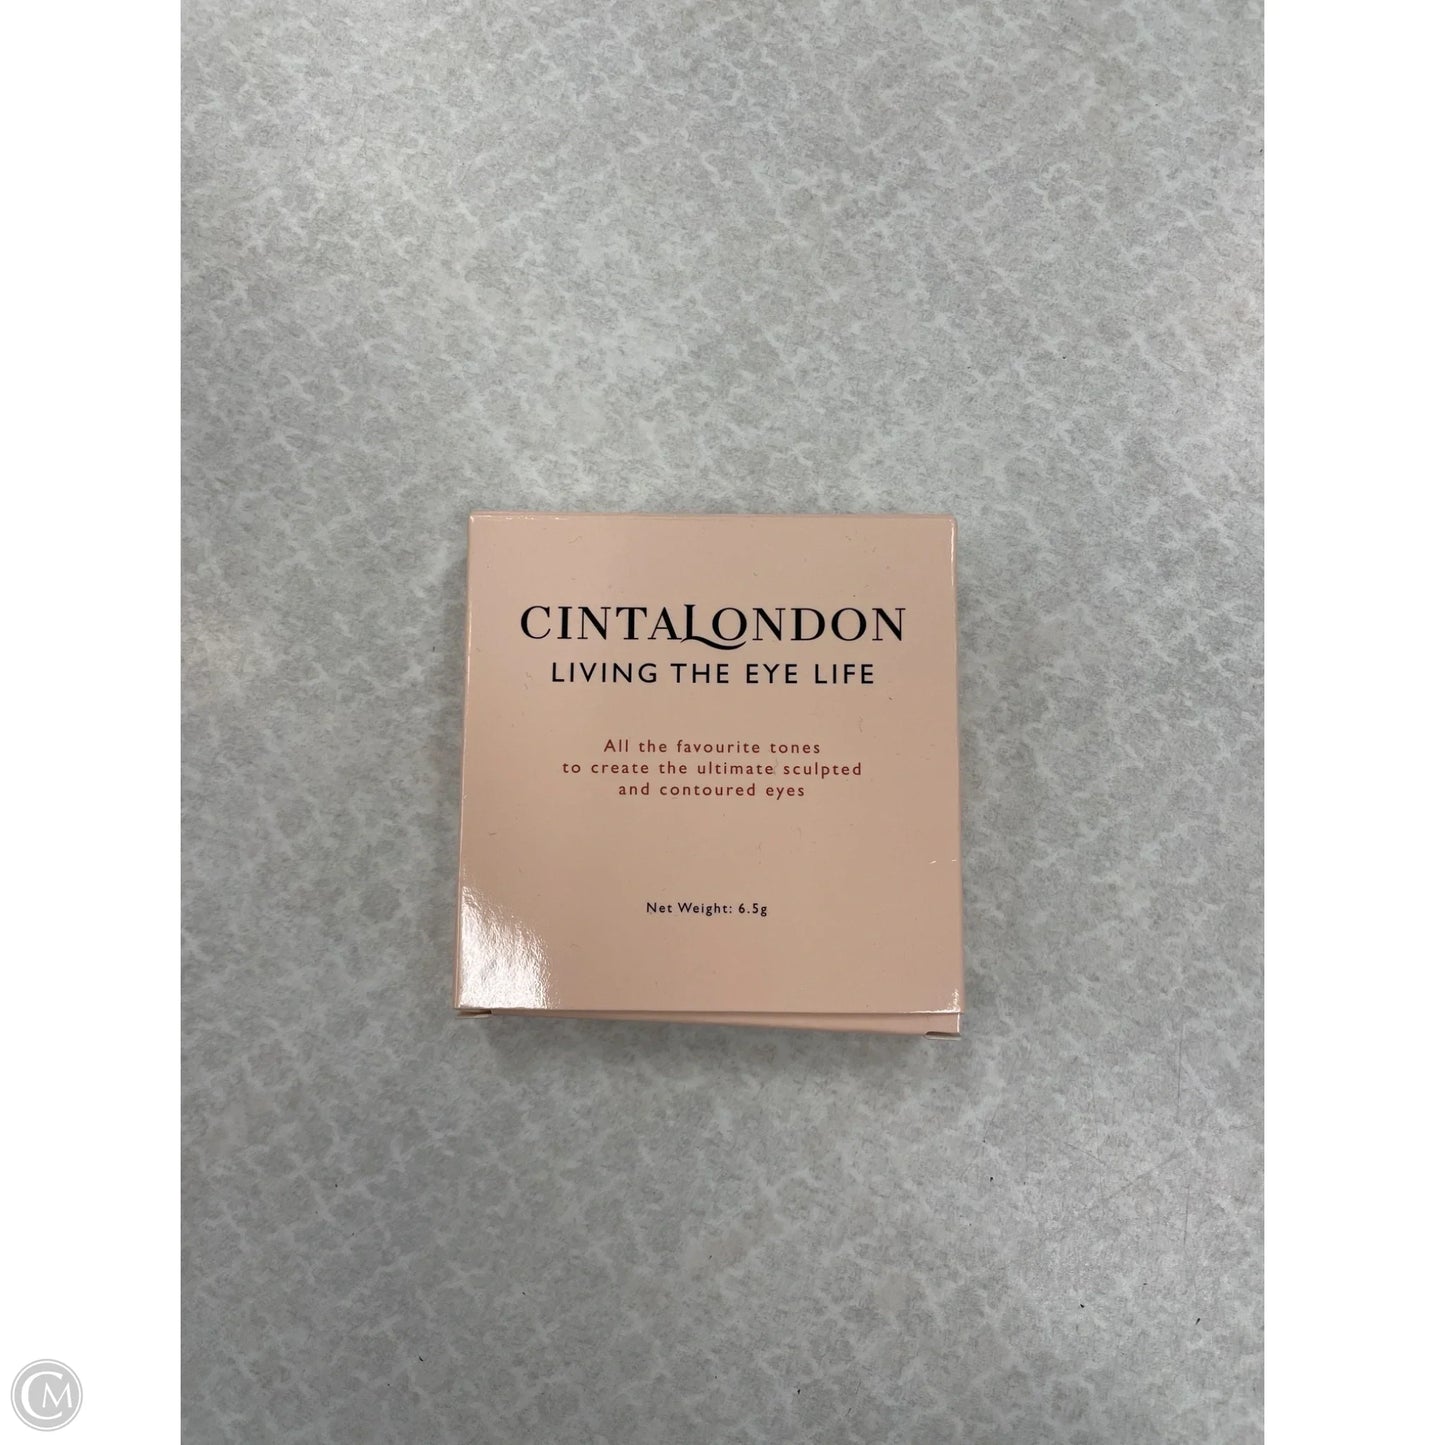 CINTALONDON
LIVING THE EYE LIFE
All the favourite tones
to create the ultimate sculpted
and contoured eyes
Net Weight: 6.5g
CM